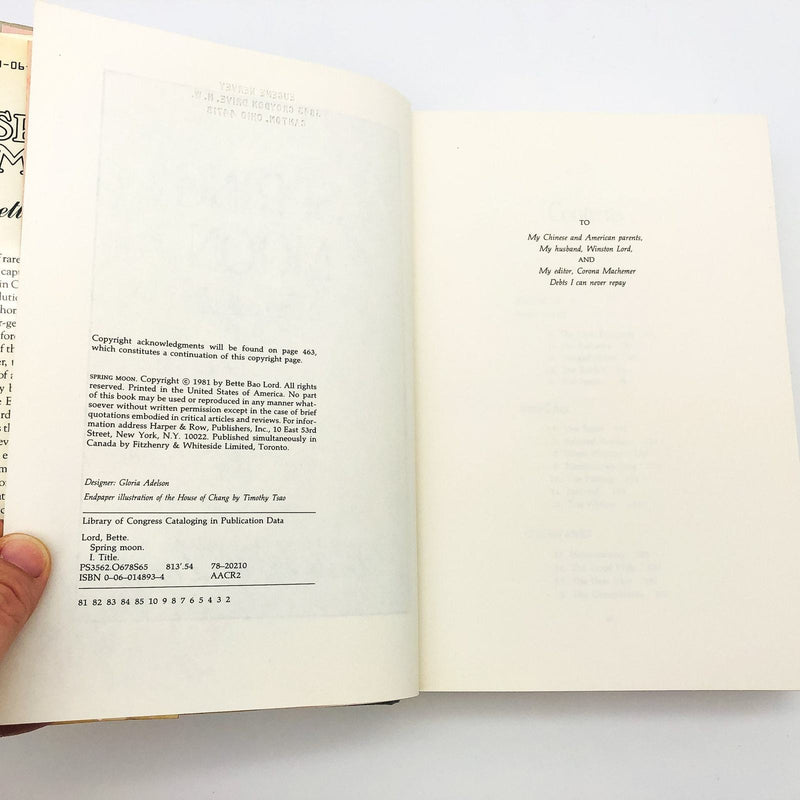 EUGENE HERVEY
1843 CROYDON DRIVE, N.W.
CANTON, OHIO 44718
Copyright acknowledgments will be found on page 463,
which constitutes a continuation of this copyright page.
SPRING MOON. Copyright © 1981 by Bette Bao Lord. All rights
reserved. Printed in the United States of America. No part
of this book may be used or reproduced in any manner what-
soever without written permission except in the case of brief
quotations embodied in critical articles and reviews. For infor-
mation address Harper & Row, Publishers, Inc., 10 East 53rd
Street, New York, N.Y. 10022. Published simultaneously in
Canada by Fitzhenry & Whiteside Limited, Toronto.
Designer: Gloria Adelson
Endpaper illustration of the House of Chang by Timothy Tsao
Library of Congress Cataloging in Publication Data
Lord, Bette.
Spring moon.
I. Title.
PS3562.O678S65 813'.54 78-20210
ISBN 0-06-014893-4 AACR2
81 82 83 84 85 10 9 8 7 6 5 4 3 2
TO
My Chinese and American parents,
My husband, Winston Lord,
AND
My editor, Corona Machemer
Debts I can never repay